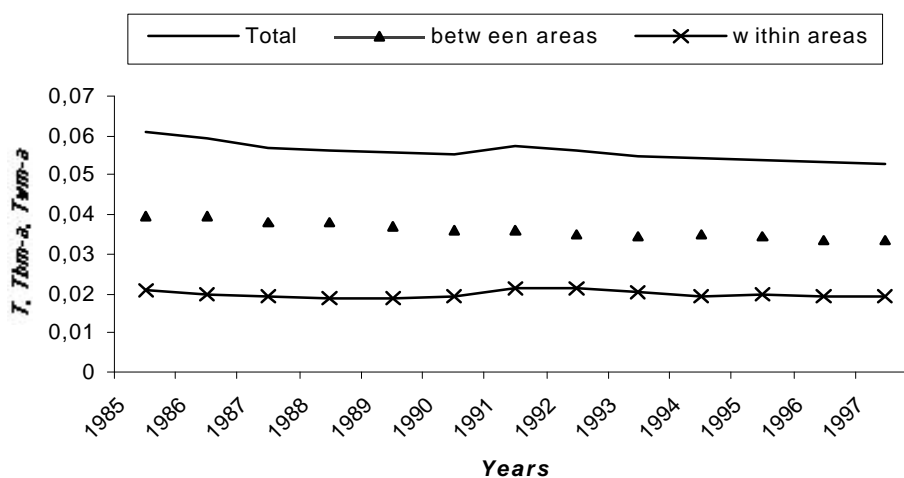 Total betw een areas w ithin areas
0,07
0,06
0,05
0,04
0,03
0,02
0,01
0
T, Tbm-a, Twm-a
1985 1986 1987 1988 1989 1990 1991 1992 1993 1994 1995 1996 1997
Years